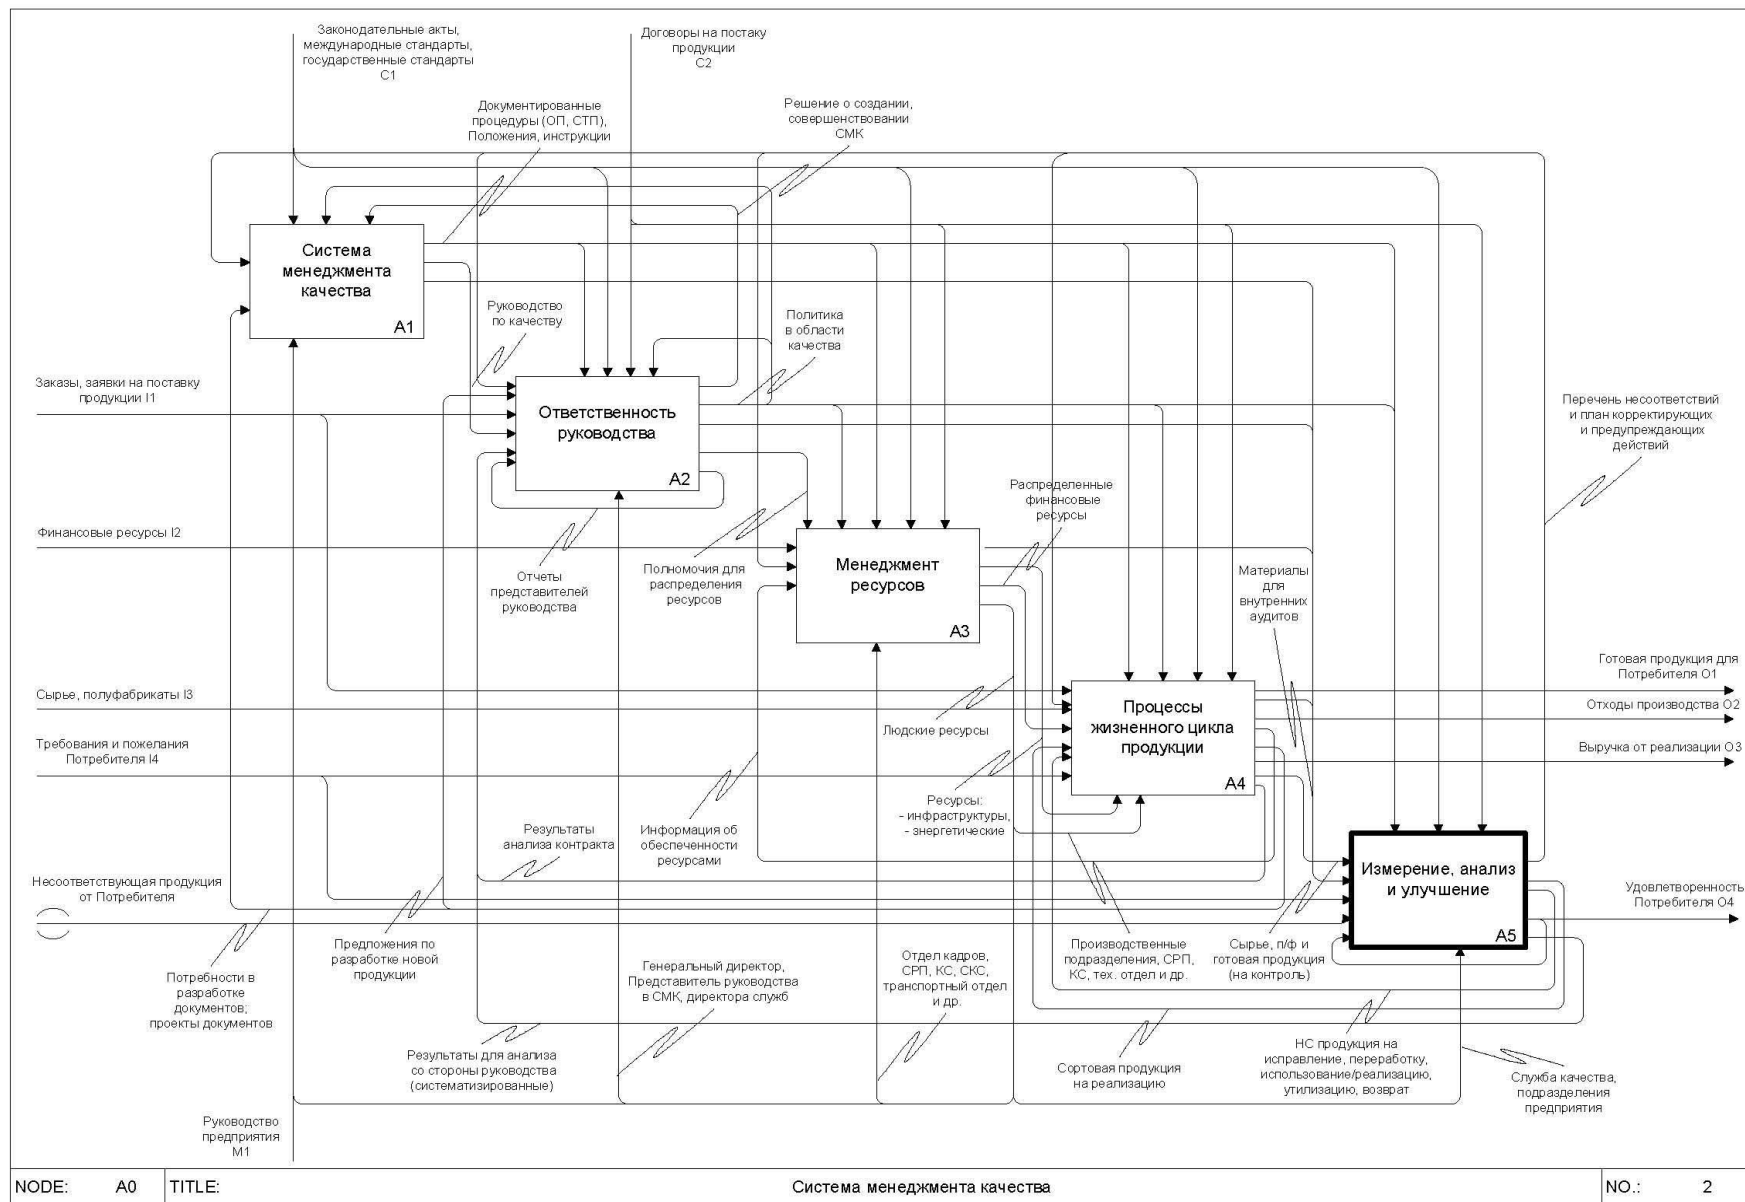 Законодательные акты,
международные стандарты,
государственные стандарты
C1
Договоры на постаку
продукции
C2
Документированные
процедуры (ОП, СТП),
Положения, инструкции
Решение о создании,
совершенствовании
СМК
Система
менеджмента
качества
A1
Руководство
по качеству
Политика
в области
качества
Заказы, заявки на поставку
продукции I1
Ответственность
руководства
A2
Перечень несоответствий
и план корректирующих
и предупреждающих
действий
Распределенные
финансовые
ресурсы
Финансовые ресурсы I2
Отчеты
представителей
руководства
Полномочия для
распределения
ресурсов
Менеджмент
ресурсов
A3
Материалы
для
внутренних
аудитов
Готовая продукция для
Потребителя O1
Сырье, полуфабрикаты I3
Отходы производства O2
Людские ресурсы
Процессы
жизненного цикла
продукции
A4
Требования и пожелания
Потребителя I4
Выручка от реализации O3
Ресурсы:
- инфраструктуры,
- энергетические
Результаты
анализа контракта
Информация об
обеспеченности
ресурсами
Измерение, анализ
и улучшение
A5
Несоответствующая продукция
от Потребителя
Удовлетворенность
Потребителя O4
Потребности в
разработке
документов;
проекты документов
Предложения по
разработке новой
продукции
Генеральный директор,
Представитель руководства
в СМК, директора служб
Отдел кадров,
СРП, КС, СКС,
транспортный отдел
и др.
Производственные
подразделения, СРП,
КС, тех. отдел и др.
Сырье, п/ф и
готовая продукция
(на контроль)
Результаты для анализа
со стороны руководства
(систематизированные)
Сортовая продукция
на реализацию
НС продукция на
исправление, переработку,
использование/реализацию,
утилизацию, возврат
Служба качества,
подразделения
предприятия
Руководство
предприятия
M1
NODE: A0 TITLE: Система менеджмента качества NO.: 2